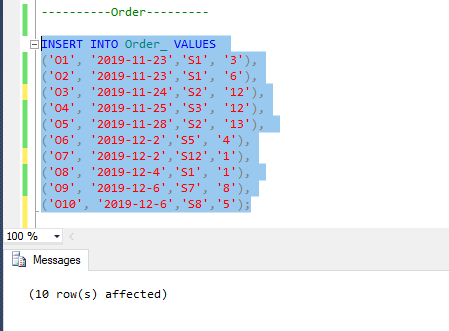 ----------Order---------
INSERT INTO Order_ VALUES
('O1', '2019-11-23','S1', '3'),
('O2', '2019-11-23','S1', '6'),
('O3', '2019-11-24','S2', '12'),
('O4', '2019-11-25','S3', '12'),
('O5', '2019-11-28','S2', '13'),
('O6', '2019-12-2','S5', '4'),
('O7', '2019-12-2','S12','1'),
('O8', '2019-12-4','S1', '1'),
('O9', '2019-12-6','S7', '8'),
('O10', '2019-12-6','S8','5');
100 %
Messages
(10 row(s) affected)